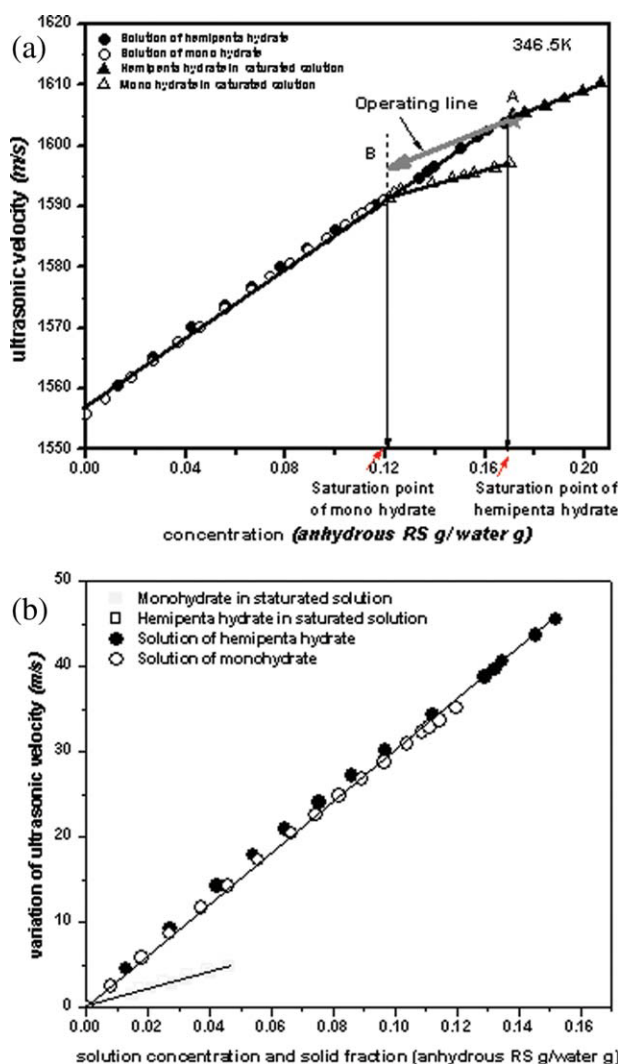 (a)
1620
1610
1600
1590
1580
1570
1560
1550
ultrasonic velocity (m/s)
Solution of hemipenta hydrate
Solution of mono hydrate
Hemipenta hydrate in caturated colution
Mono hydrate in caturated colution
346.5K
Operating line
A
B
0.00
0.04
0.08
0.12
0.16
0.20
Saturation point
of mono hydrate
Saturation point of
hemipenta hydrate
concentration (anhydrous RS g/water g)
(b)
50
40
30
20
10
0
variation of ultrasonic velocity (m/s)
Monohydrate in staturated solution
Hemipenta hydrate in saturated solution
Solution of hemipenta hydrate
Solution of monohydrate
0.00
0.02
0.04
0.06
0.08
0.10
0.12
0.14
0.16
solution concentration and solid fraction (anhydrous RS g/water g)